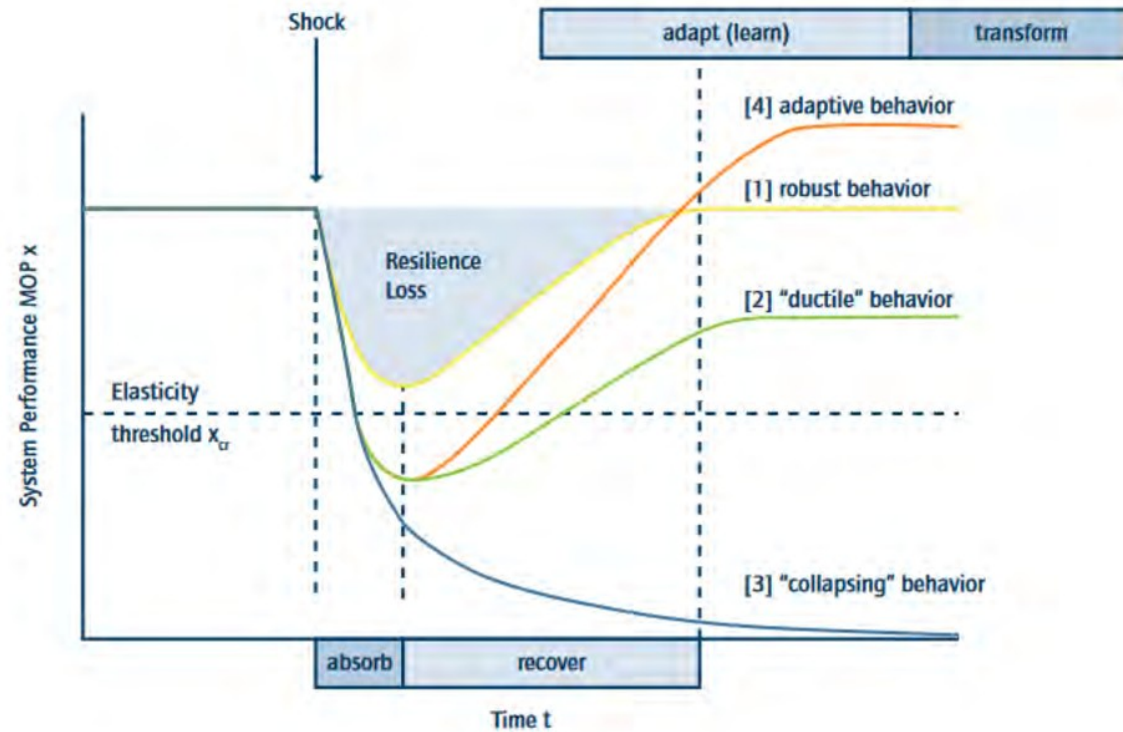 Shock
adapt (learn)
transform
[4] adaptive behavior
[1] robust behavior
Resilience
Loss
[2] "ductile" behavior
Elasticity
threshold x_cr
System Performance MOP x
[3] "collapsing" behavior
absorb
recover
Time t